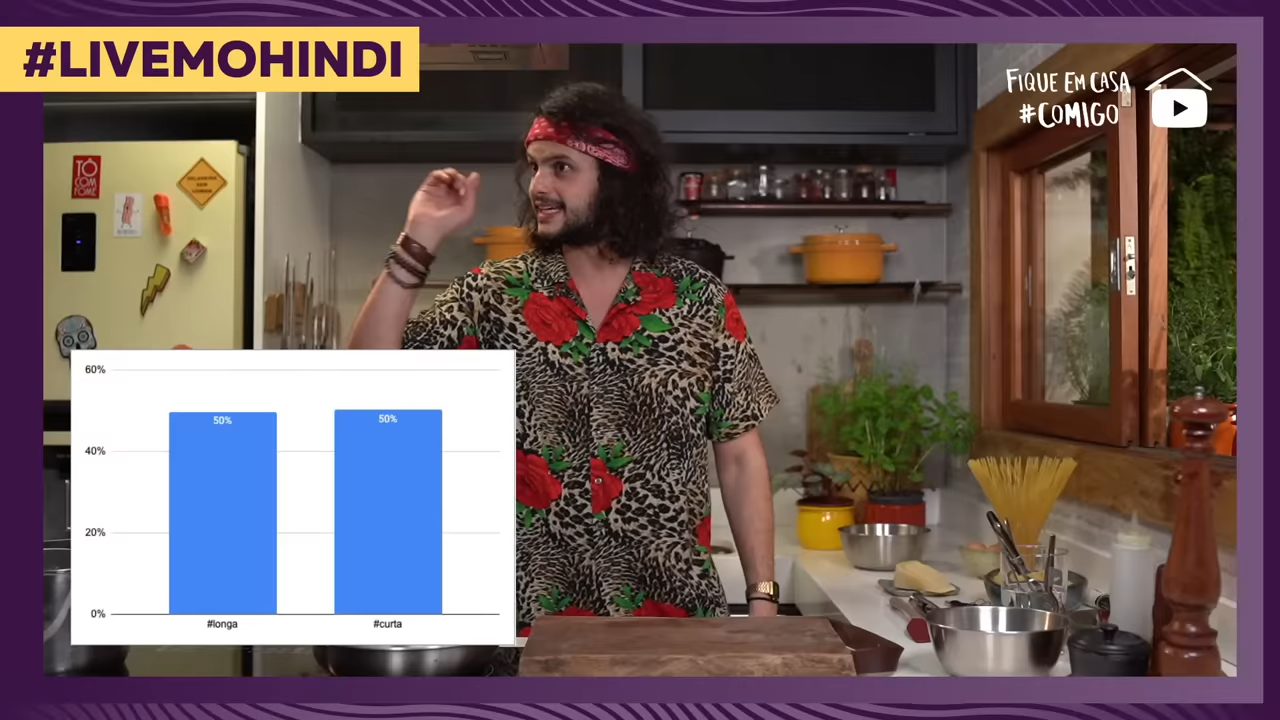 #LIVEMOHINDI
FIQUE EM CASA
#COMIGO
TÔ
COM
FOME
60%
40%
20%
0%
50%
50%
#longa
#curta